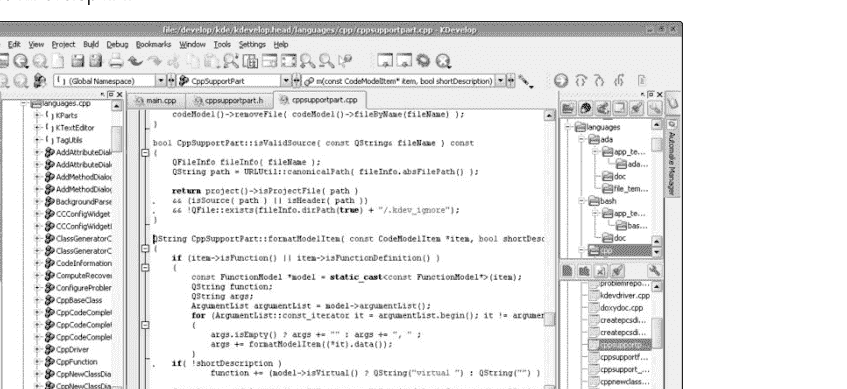 file:/develop/kde/kdevelop.head/languages/cpp/cppsupportpart.cpp - KDevelop
Edit View Project Build Debug Bookmarks Window Tools Settings Help
(Global Namespace) CppSupportPart m(const CodeModelItem* item, bool shortDescription)
main.cpp cppsupportpart.h cppsupportpart.cpp
languages.cpp
KParts
KTextEditor
TagUtils
AddAttributeDial
AddAttributeDial
AddMethodDialog
AddMethodDialog
BackgroundParse
CCConfigWidget
CCConfigWidget
ClassGeneratorC
ClassGeneratorC
CodeInformation
ComputeRecover
ConfigureProblem
CppBaseClass
CppCodeComplet
CppCodeComplet
CppCodeComplet
CppDriver
CppFunction
CppNewClassDia
CppNewClassDia
codeModel()->removeFile( codeModel()->fileByName(fileName) );
}
bool CppSupportPart::isValidSource( const QString& fileName ) const
{
QFileInfo fileInfo( fileName );
QString path = URLUtil::canonicalPath( fileInfo.absFilePath() );
return project()->isProjectFile( path )
&& (isSource( path ) || isHeader( path ))
&& !QFile::exists(fileInfo.dirPath(true) + "/.kdev_ignore");
}
QString CppSupportPart::formatModelItem( const CodeModelItem *item, bool shortDesc
{
if (item->isFunction() || item->isFunctionDefinition() )
{
const FunctionModel *model = static_cast<const FunctionModel*>(item);
QString function;
QString args;
ArgumentList argumentList = model->argumentList();
for (ArgumentList::const_iterator it = argumentList.begin(); it != argumen
{
args.isEmpty() ? args += "" : args += ", " ;
args += formatModelItem((*it).data());
}
if( !shortDescription )
function += (model->isVirtual() ? QString("virtual ") : QString("") )
languages
ada
app_te...
ada...
doc
file_tem...
bash
app_te...
bas...
doc
cpp
Automake Manager
problemrepo...
kdevdriver.cpp
doxydoc.cpp
createpcsdi...
createpcsdi...
cppsupportp...
cppsupportf...
cppsupport_...
cppnewclass...